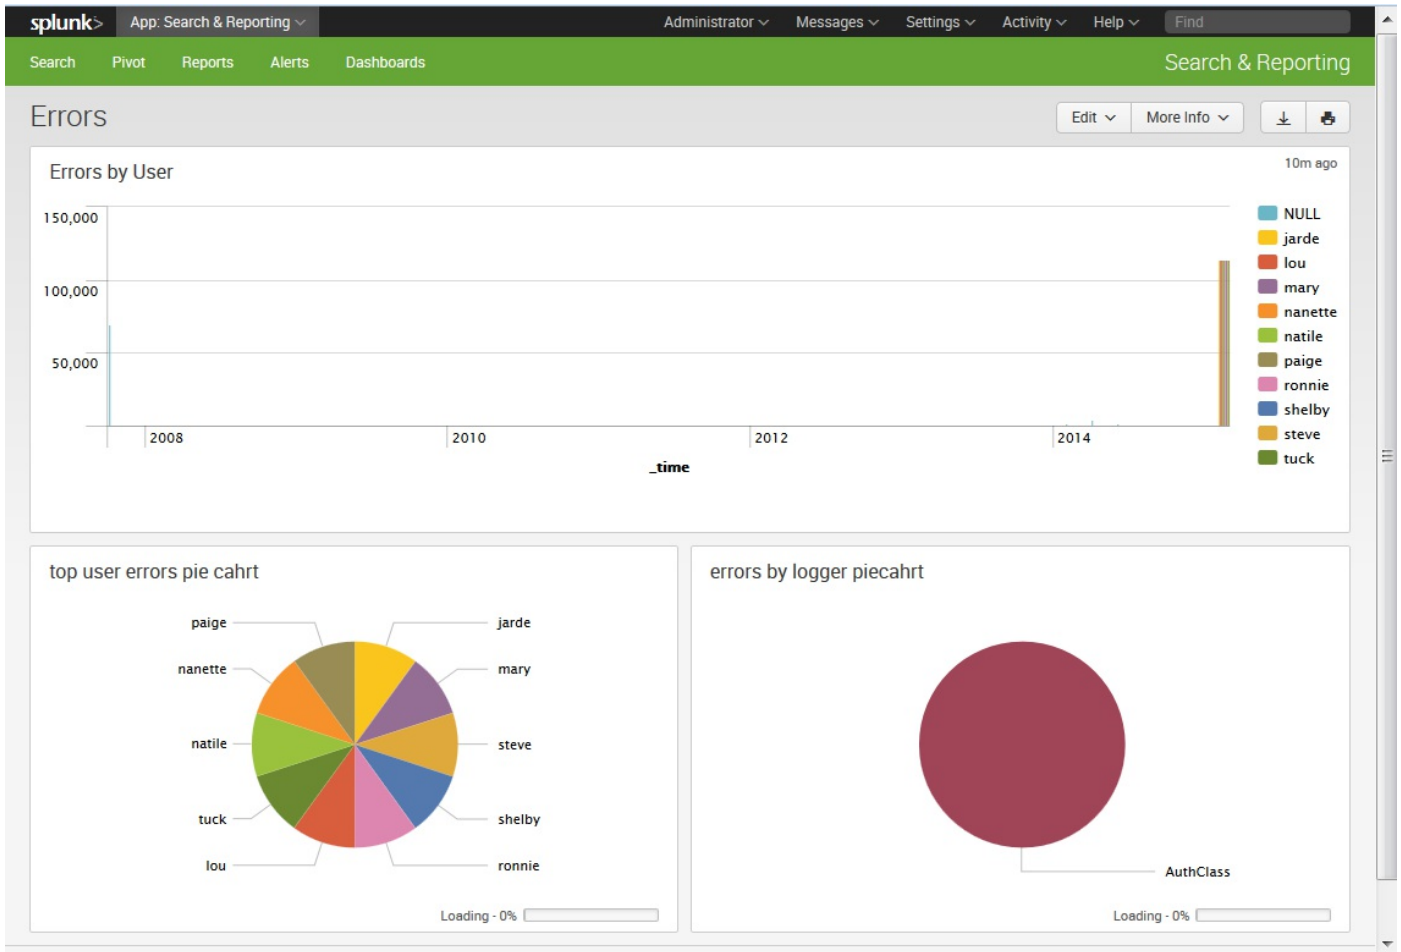 splunk> App: Search & Reporting Administrator Messages Settings Activity Help Find
Search Pivot Reports Alerts Dashboards Search & Reporting
Errors Edit More Info
Errors by User 10m ago
150,000
100,000
50,000
2008 2010 2012 2014
_time
NULL
jarde
lou
mary
nanette
natile
paige
ronnie
shelby
steve
tuck
top user errors pie cahrt
paige jarde
nanette mary
natile steve
tuck shelby
lou ronnie
Loading - 0%
errors by logger piecahrt
AuthClass
Loading - 0%